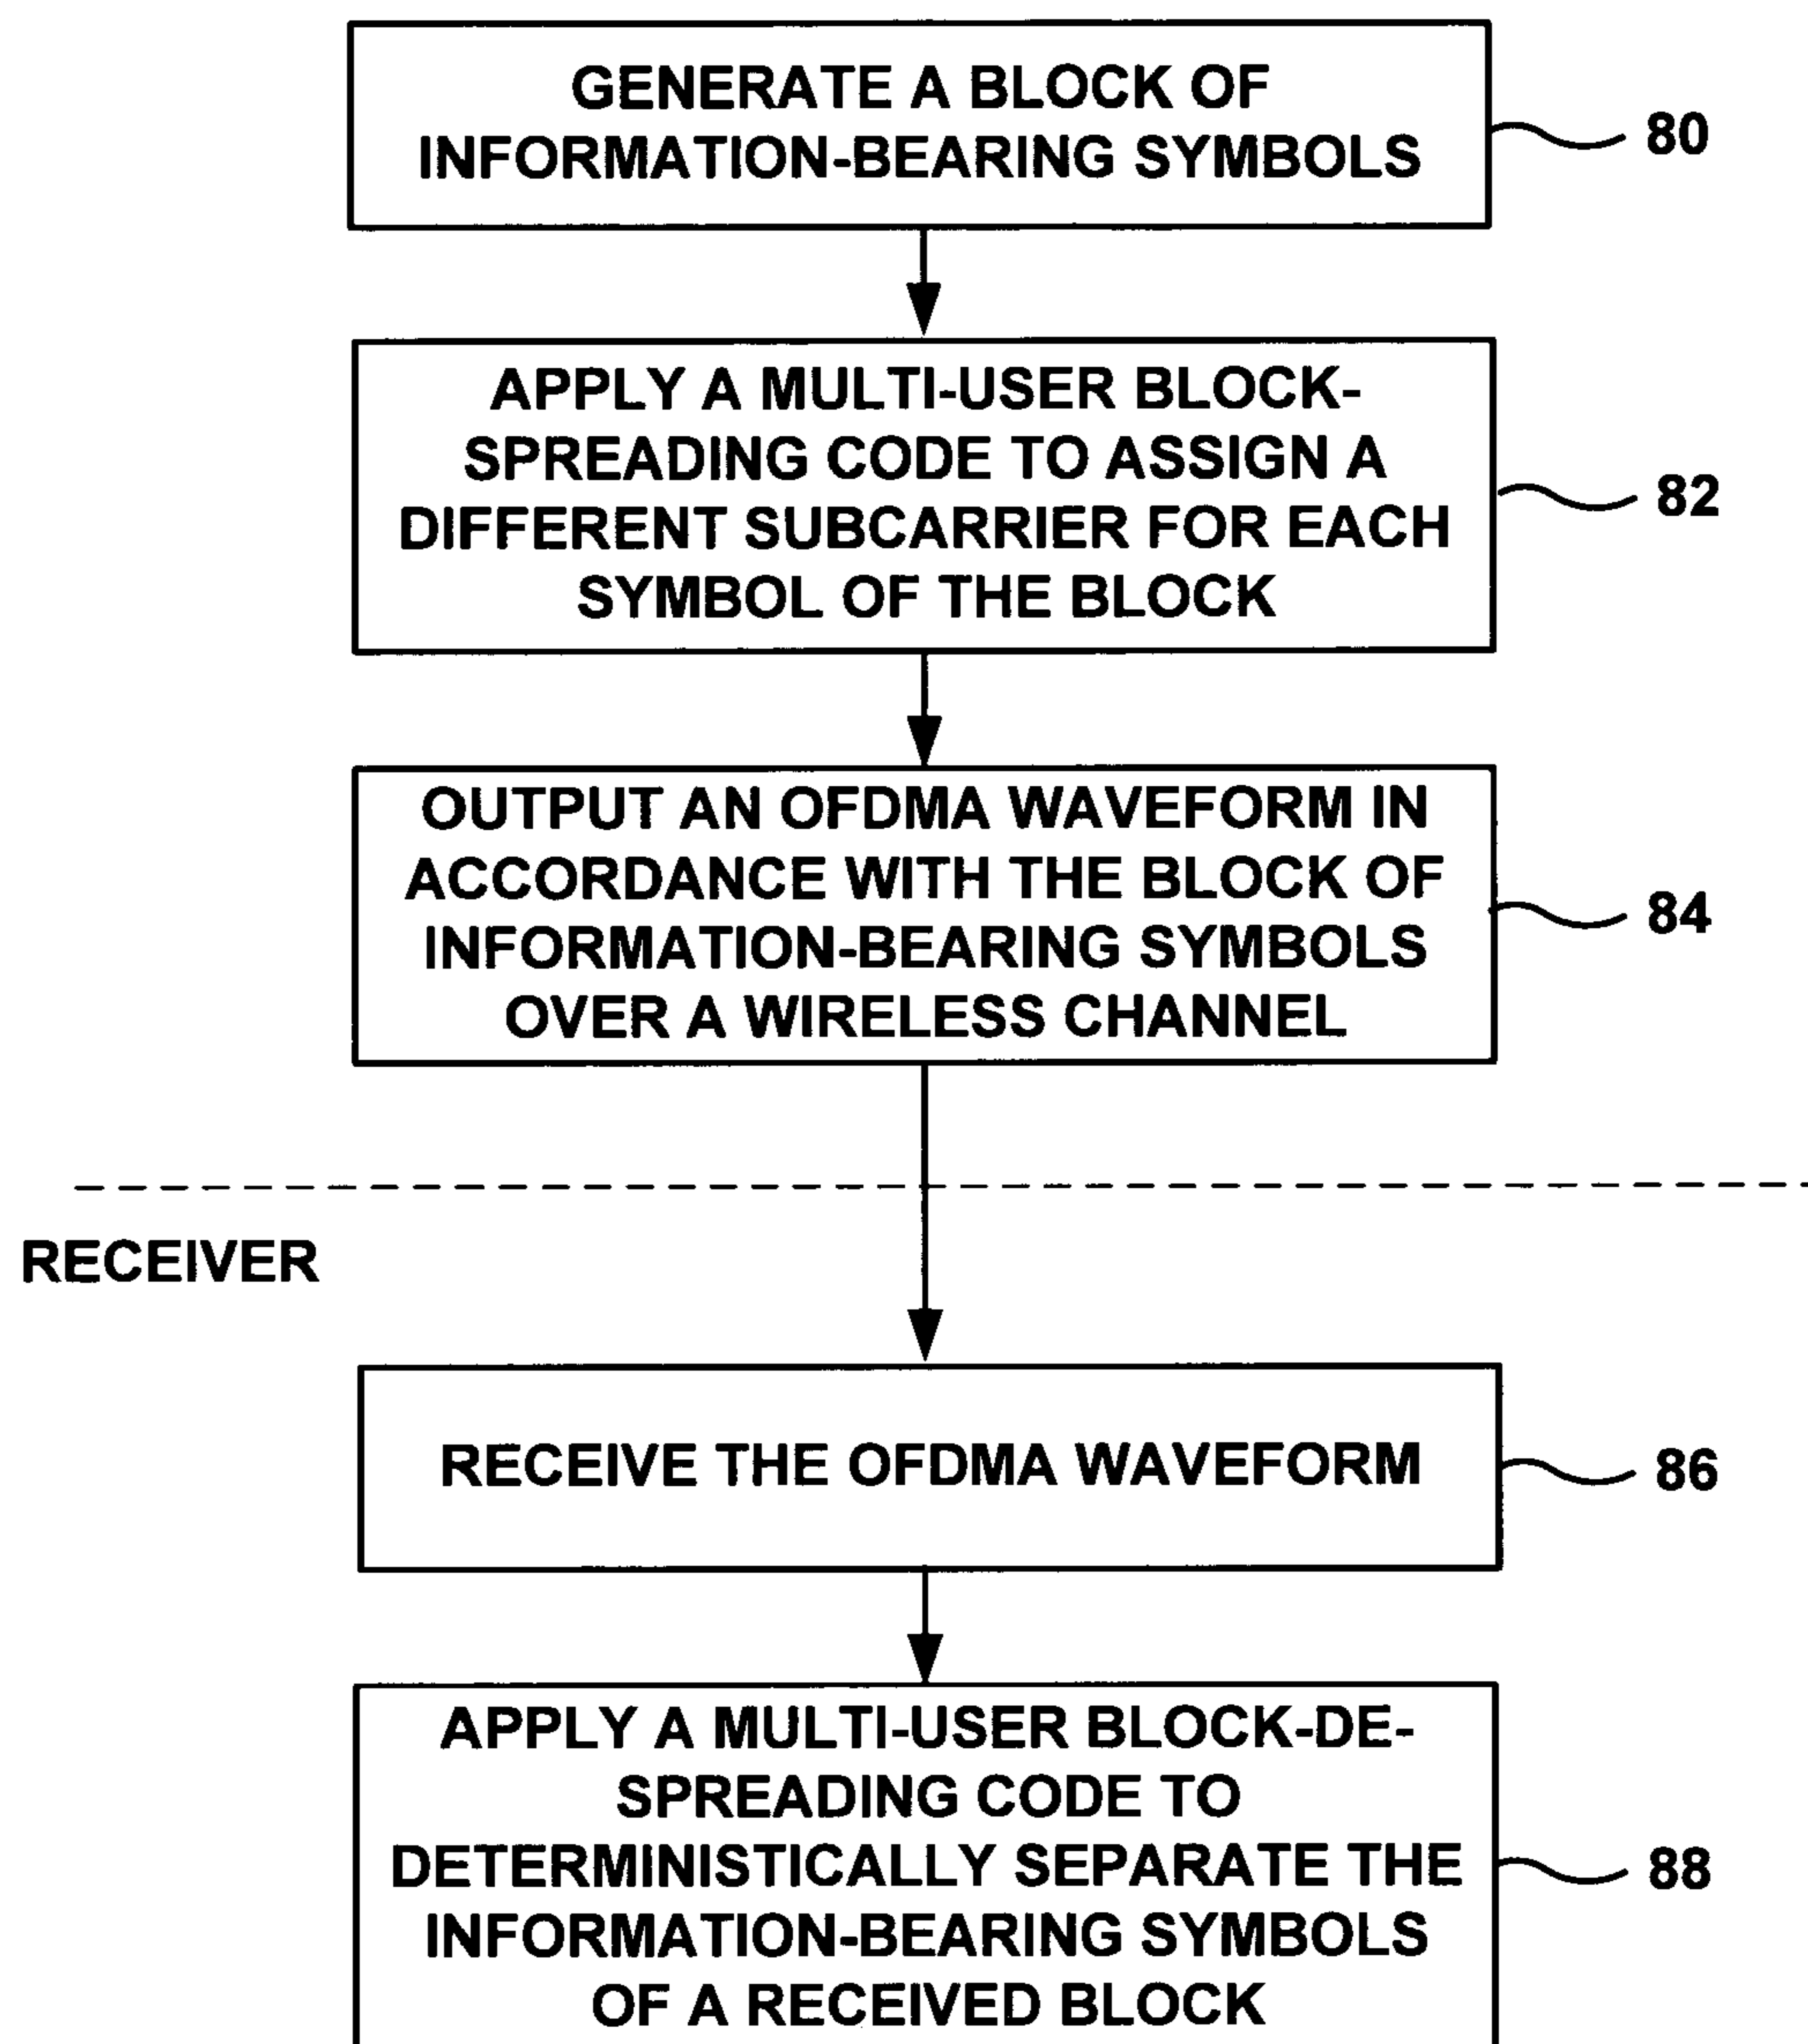 GENERATE A BLOCK OF
INFORMATION-BEARING SYMBOLS
80
APPLY A MULTI-USER BLOCK-
SPREADING CODE TO ASSIGN A
DIFFERENT SUBCARRIER FOR EACH
SYMBOL OF THE BLOCK
82
OUTPUT AN OFDMA WAVEFORM IN
ACCORDANCE WITH THE BLOCK OF
INFORMATION-BEARING SYMBOLS
OVER A WIRELESS CHANNEL
84
RECEIVER
RECEIVE THE OFDMA WAVEFORM
86
APPLY A MULTI-USER BLOCK-DE-
SPREADING CODE TO
DETERMINISTICALLY SEPARATE THE
INFORMATION-BEARING SYMBOLS
OF A RECEIVED BLOCK
88